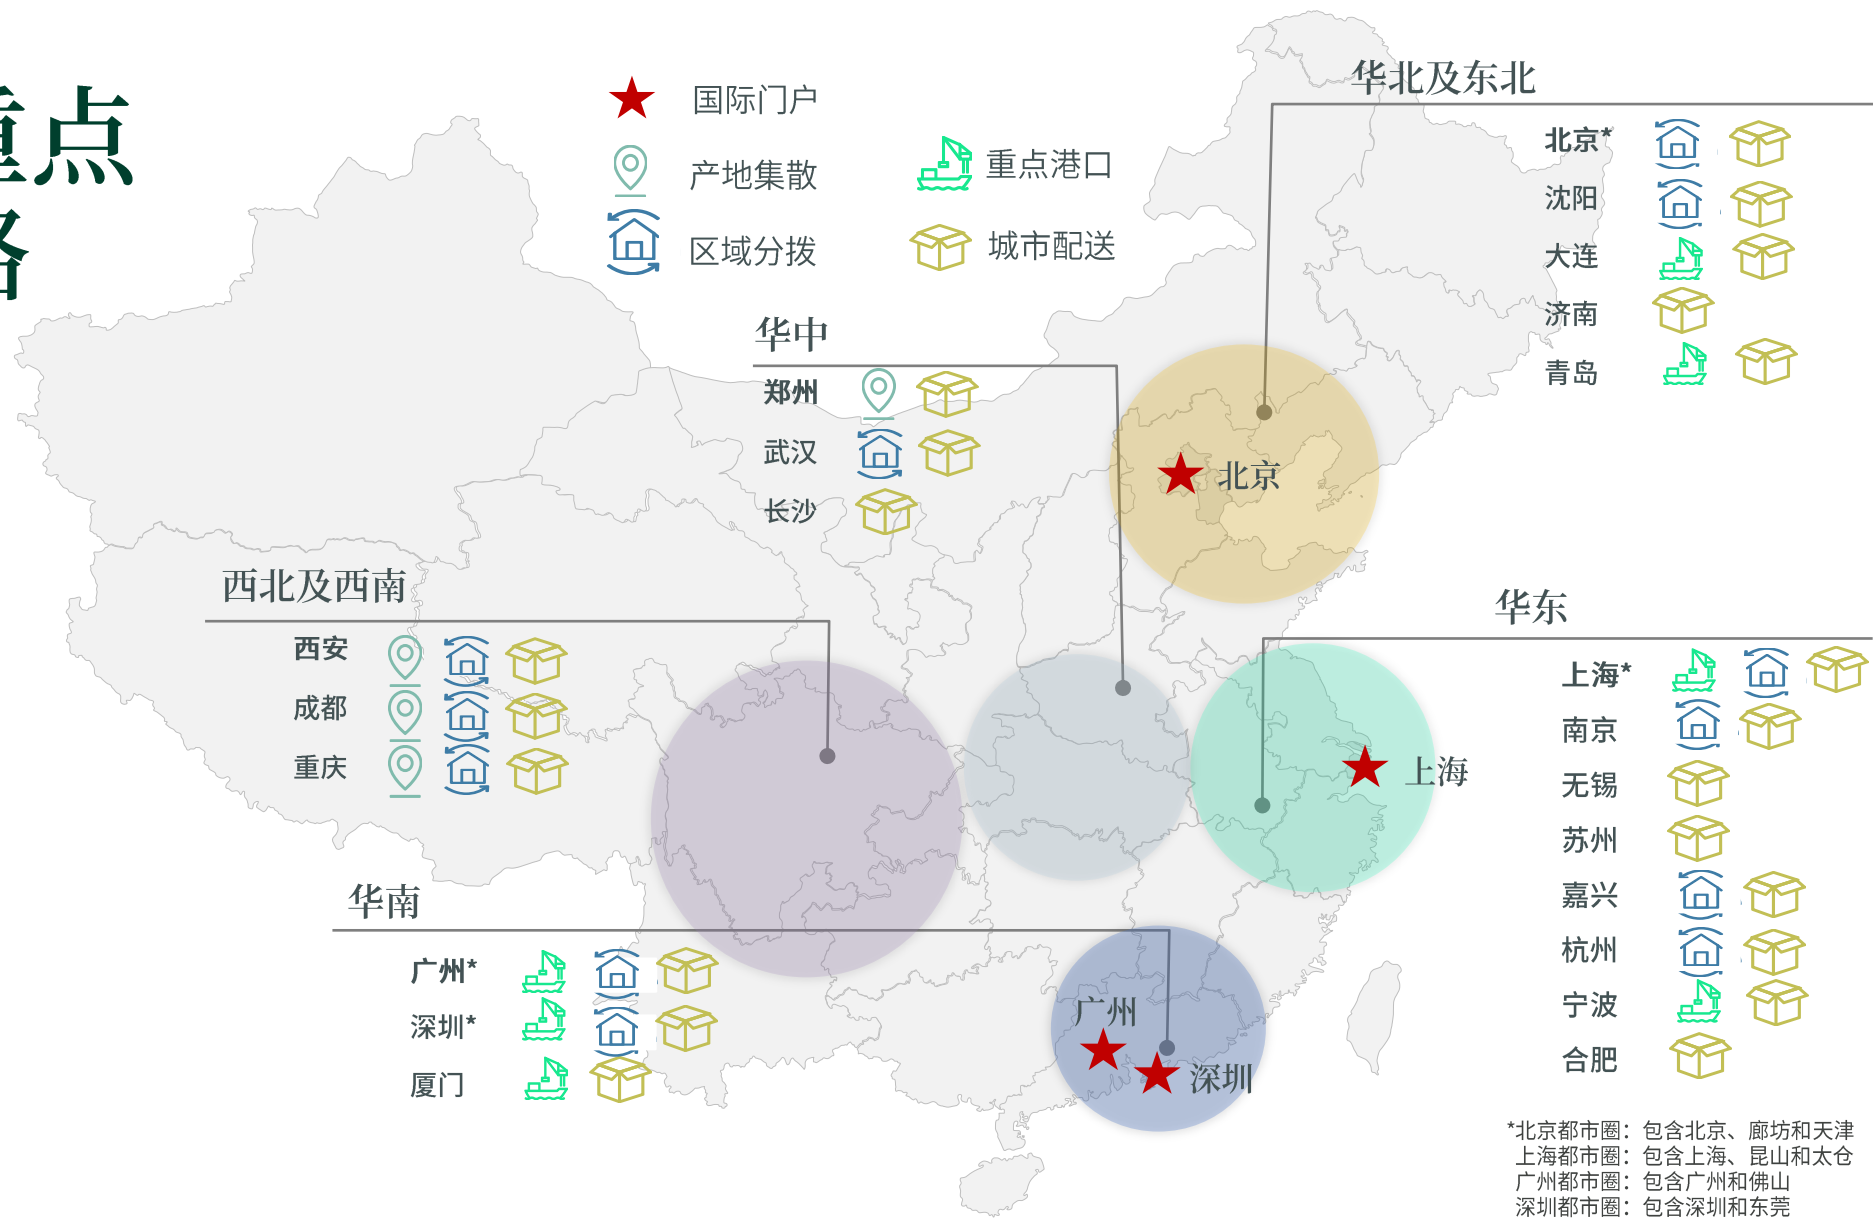 重点
国际门户
产地集散
重点港口
区域分拨
城市配送
华北及东北
北京*
沈阳
大连
济南
青岛
华中
郑州
武汉
长沙
北京
西北及西南
西安
成都
重庆
华东
上海*
南京
无锡
苏州
嘉兴
杭州
宁波
合肥
上海
华南
广州*
深圳*
厦门
广州
深圳
*北京都市圈：包含北京、廊坊和天津
上海都市圈：包含上海、昆山和太仓
广州都市圈：包含广州和佛山
深圳都市圈：包含深圳和东莞